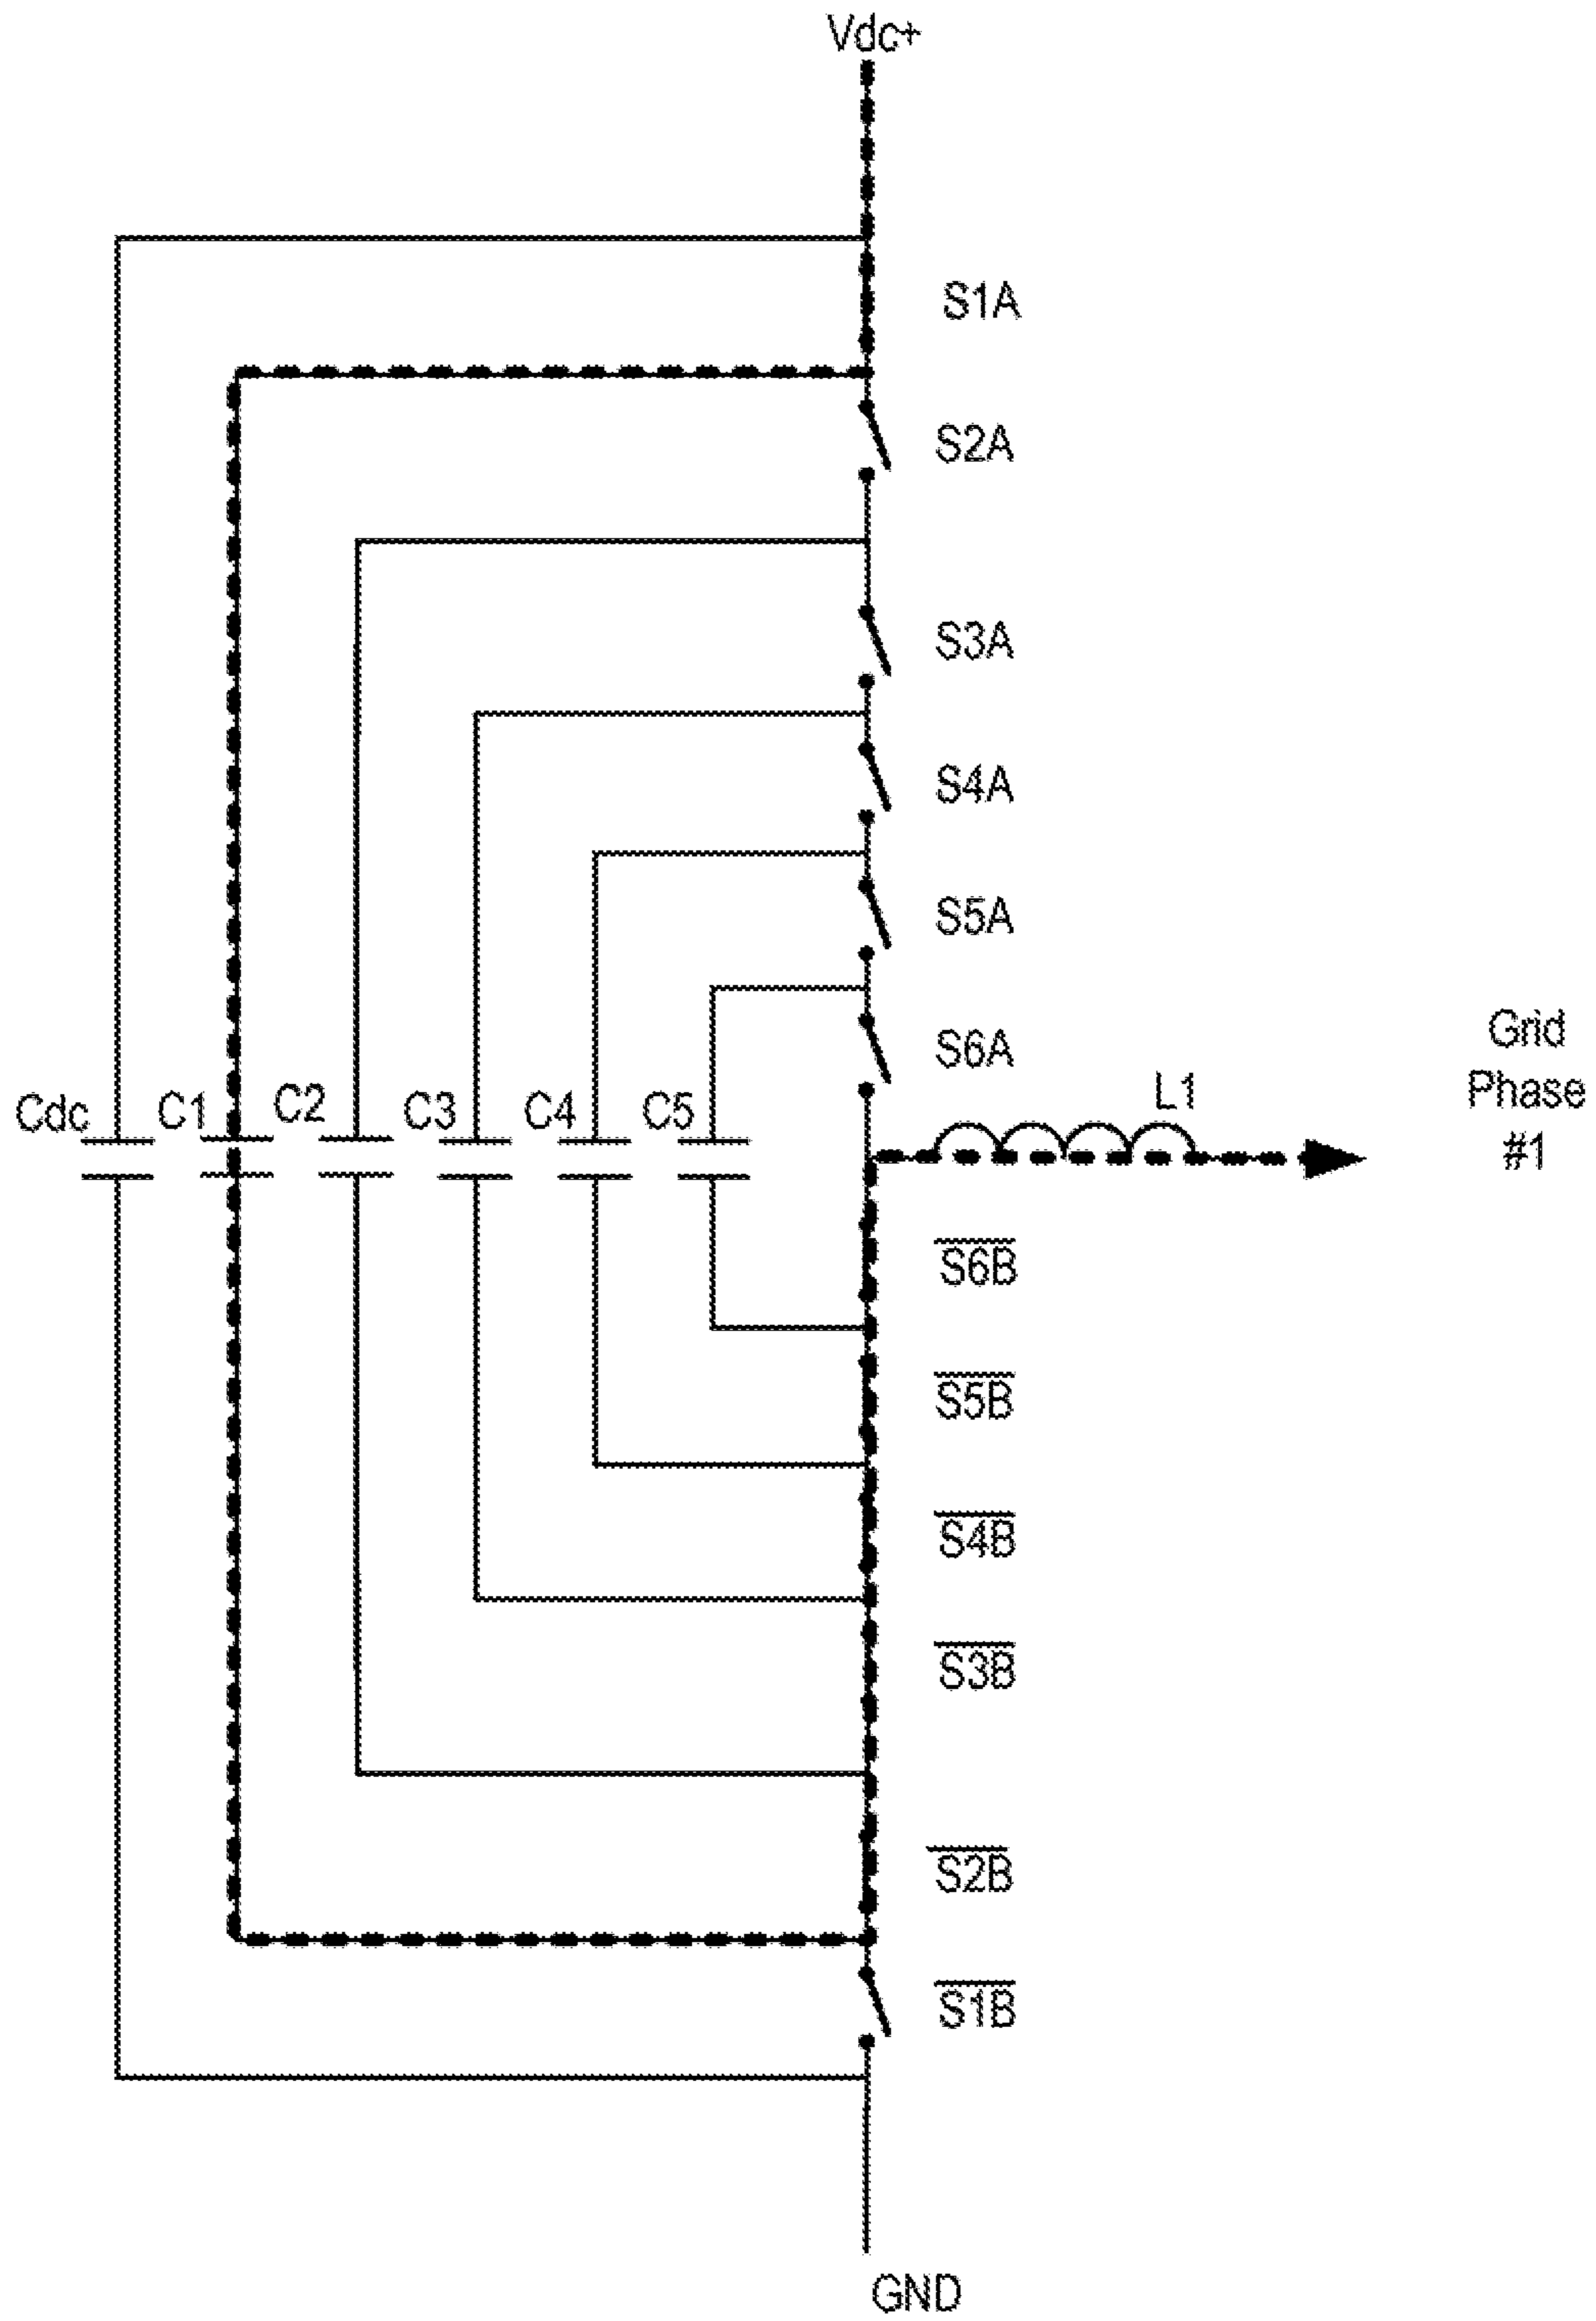 Vdc+
S1A
S2A
S3A
S4A
S5A
S6A
Cdc C1 C2 C3 C4 C5
L1
Grid
Phase
#1
S6B
S5B
S4B
S3B
S2B
S1B
GND